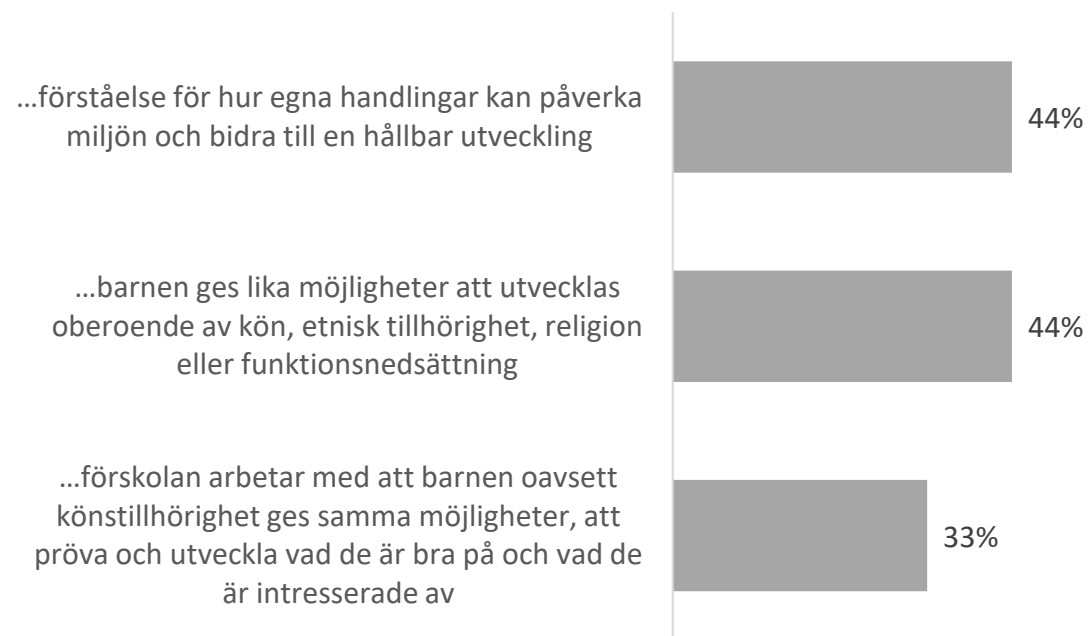 …förståelse för hur egna handlingar kan påverka
miljön och bidra till en hållbar utveckling
44%
…barnen ges lika möjligheter att utvecklas
oberoende av kön, etnisk tillhörighet, religion
eller funktionsnedsättning
44%
…förskolan arbetar med att barnen oavsett
könstillhörighet ges samma möjligheter, att
pröva och utveckla vad de är bra på och vad de
är intresserade av
33%